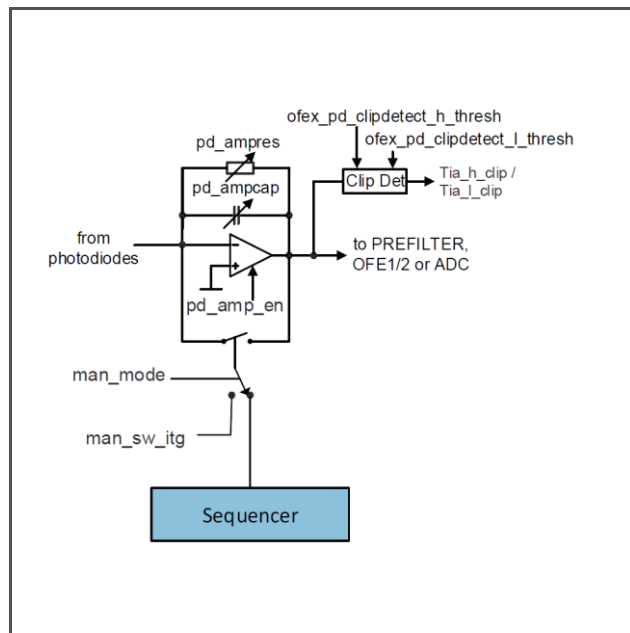 ofex_pd_clipdetect_h_thresh
ofex_pd_clipdetect_l_thresh
pd_ampres
Clip Det
Tia_h_clip /
Tia_l_clip
pd_ampcap
from
photodiodes
to PREFILTER,
OFE1/2 or ADC
pd_amp_en
man_mode
man_sw_itg
Sequencer